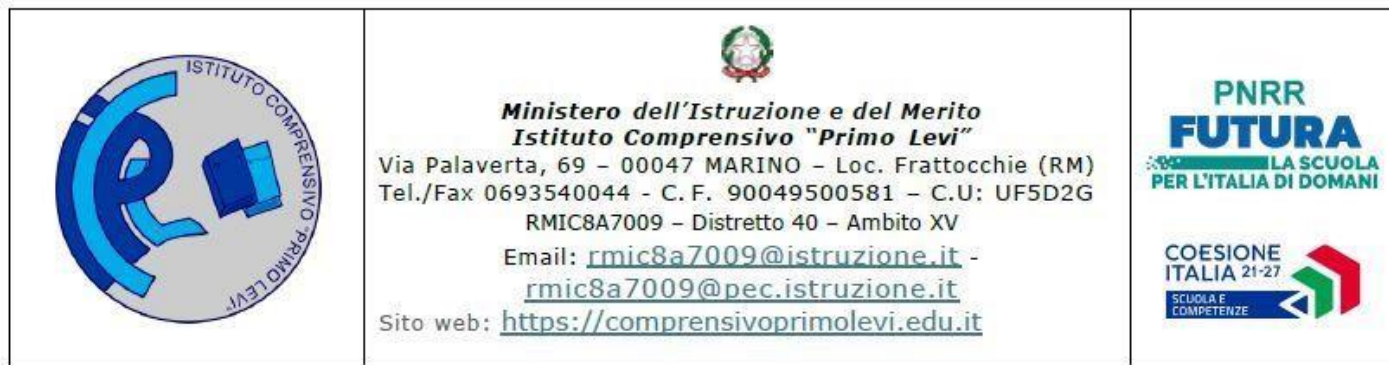 ISTITUTO COMPRENSIVO "PRIMO LEVI"
Ministero dell'Istruzione e del Merito
Istituto Comprensivo "Primo Levi"
Via Palaverta, 69 – 00047 MARINO – Loc. Frattocchie (RM)
Tel./Fax 0693540044 - C. F. 90049500581 – C.U: UF5D2G
RMIC8A7009 – Distretto 40 – Ambito XV
Email: rmic8a7009@istruzione.it -
rmic8a7009@pec.istruzione.it
Sito web: https://comprensivoprimolevi.edu.it
PNRR
FUTURA
LA SCUOLA
PER L'ITALIA DI DOMANI
COESIONE
ITALIA 21-27
SCUOLA E
COMPETENZE